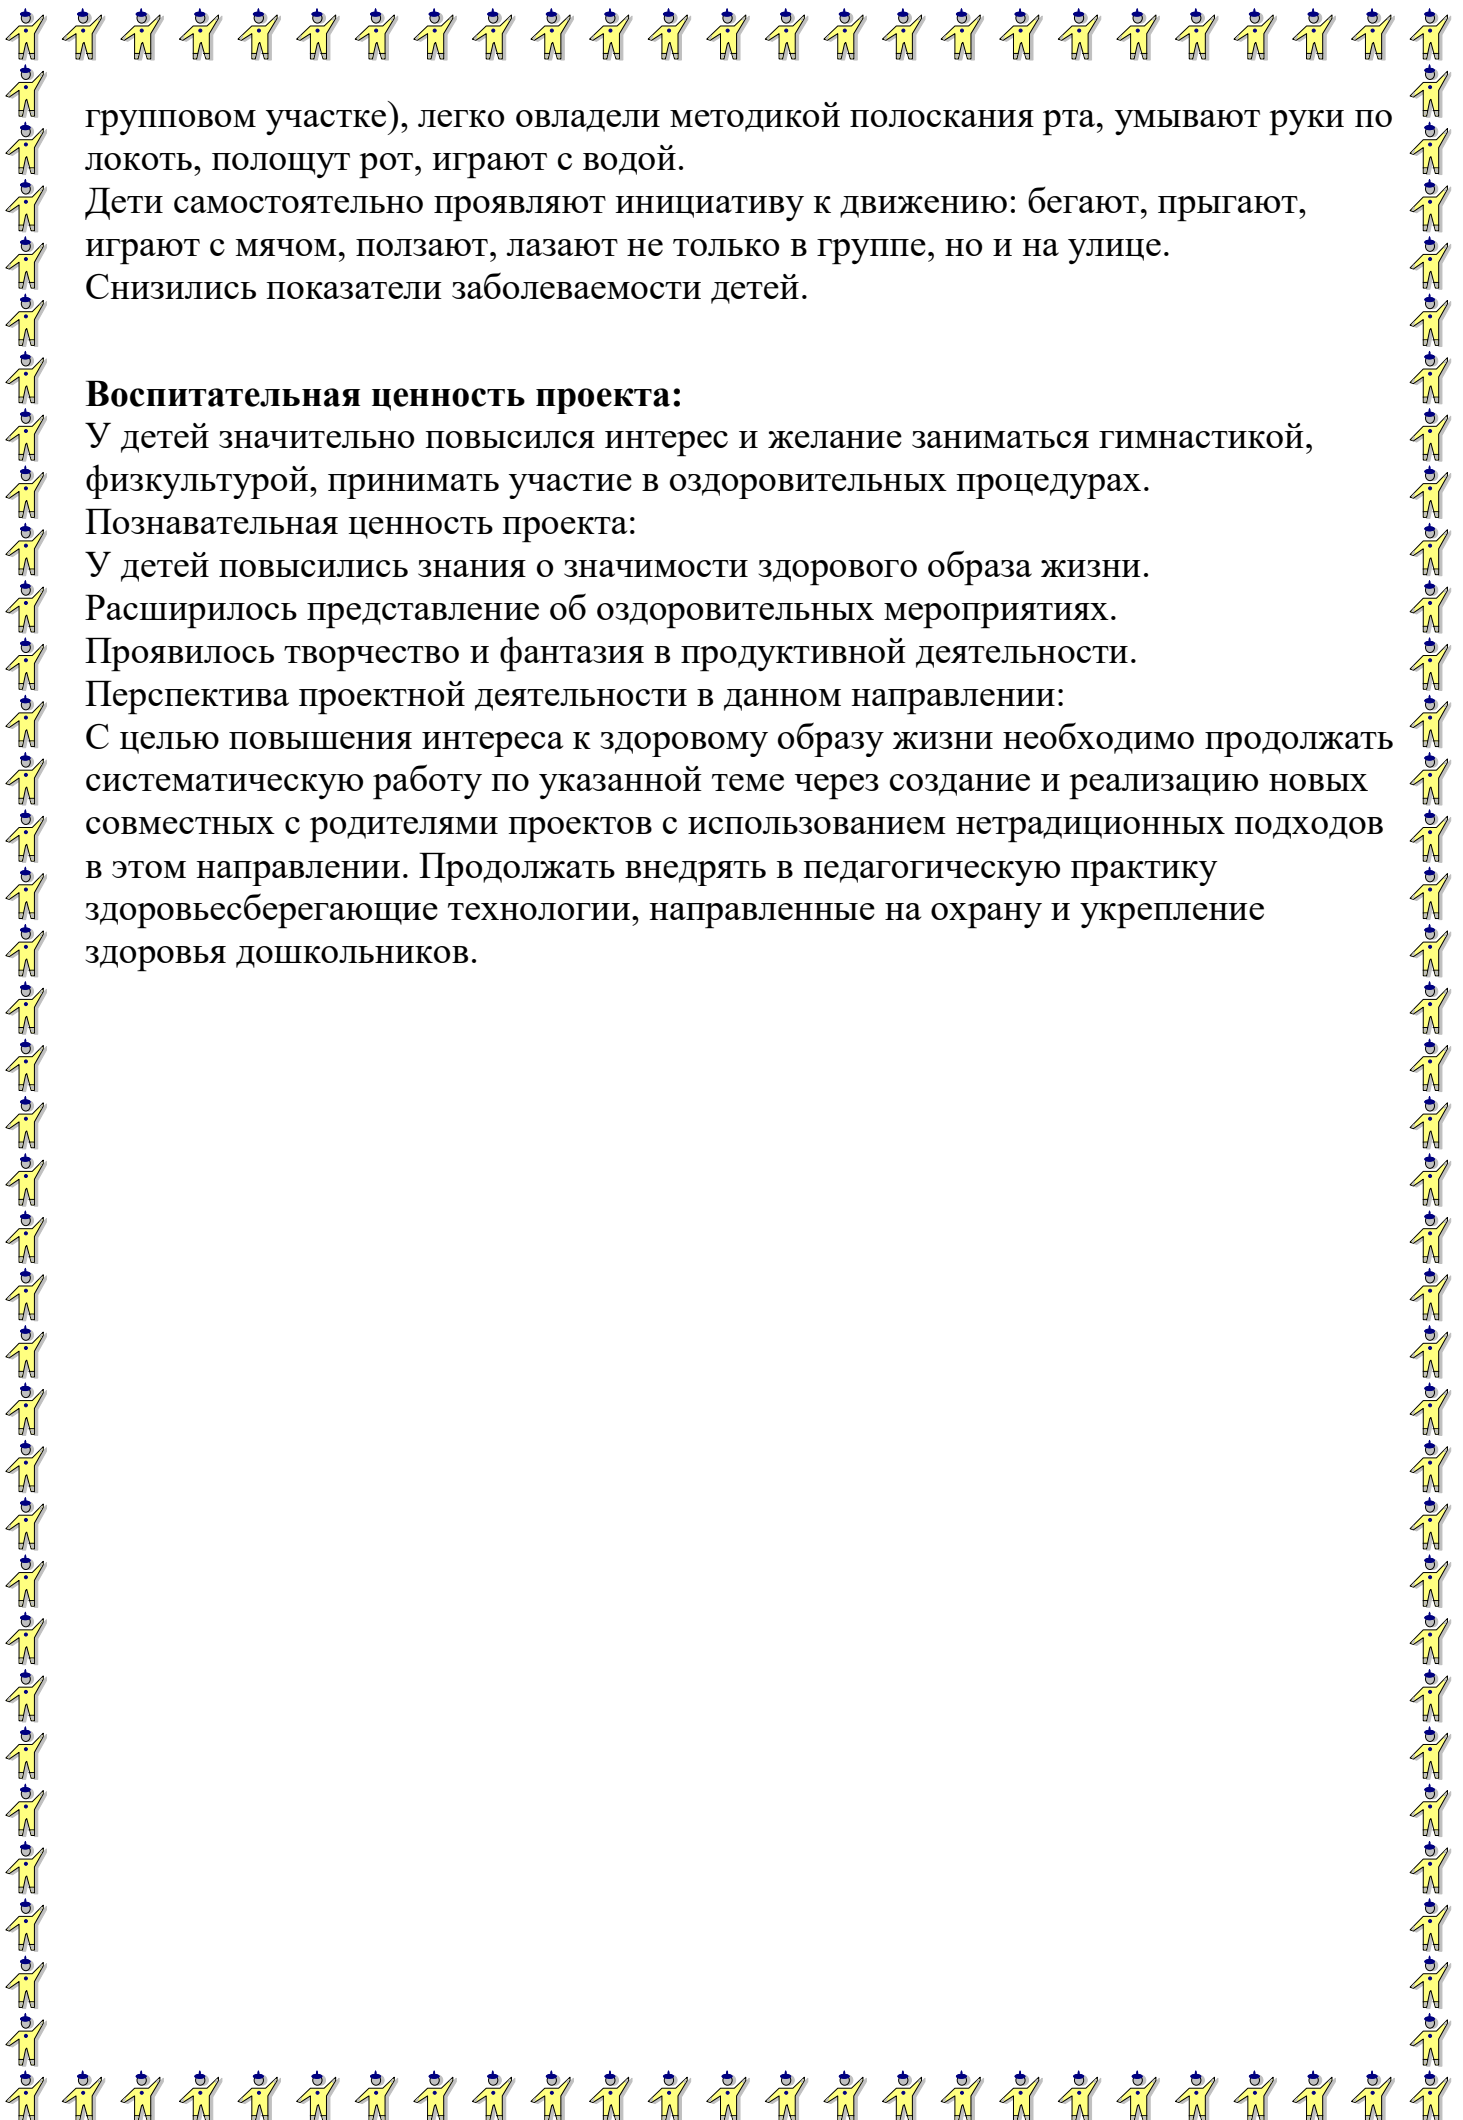 групповом участке), легко овладели методикой полоскания рта, умывают руки по
локоть, полощут рот, играют с водой.
Дети самостоятельно проявляют инициативу к движению: бегают, прыгают,
играют с мячом, ползают, лазают не только в группе, но и на улице.
Снизились показатели заболеваемости детей.
Воспитательная ценность проекта:
У детей значительно повысился интерес и желание заниматься гимнастикой,
физкультурой, принимать участие в оздоровительных процедурах.
Познавательная ценность проекта:
У детей повысились знания о значимости здорового образа жизни.
Расширилось представление об оздоровительных мероприятиях.
Проявилось творчество и фантазия в продуктивной деятельности.
Перспектива проектной деятельности в данном направлении:
С целью повышения интереса к здоровому образу жизни необходимо продолжать
систематическую работу по указанной теме через создание и реализацию новых
совместных с родителями проектов с использованием нетрадиционных подходов
в этом направлении. Продолжать внедрять в педагогическую практику
здоровьесберегающие технологии, направленные на охрану и укрепление
здоровья дошкольников.